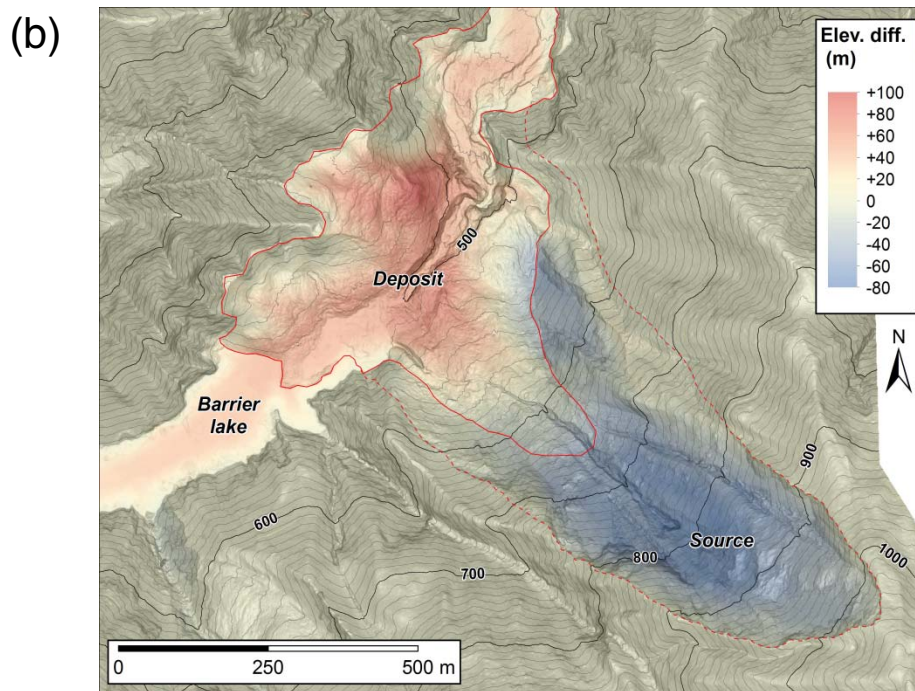 (b)
Elev. diff.
(m)
+100
+80
+60
+40
+20
0
-20
-40
-60
-80
N
500
Deposit
Barrier
lake
600
700
800
Source
900
1000
0 250 500 m